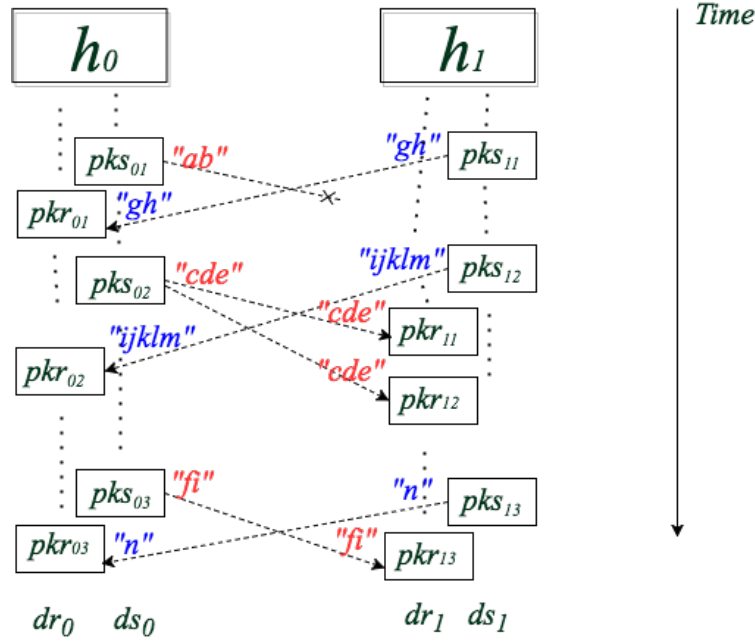 h0 h1 Time
pks01 "ab" "gh" pks11
pkr01 "gh"
pks02 "cde" "ijklm" pks12
"cde" pkr11
pkr02 "ijklm" "cde" pkr12
pks03 "fi" "n" pks13
pkr03 "n" "fi" pkr13
dr0 ds0 dr1 ds1